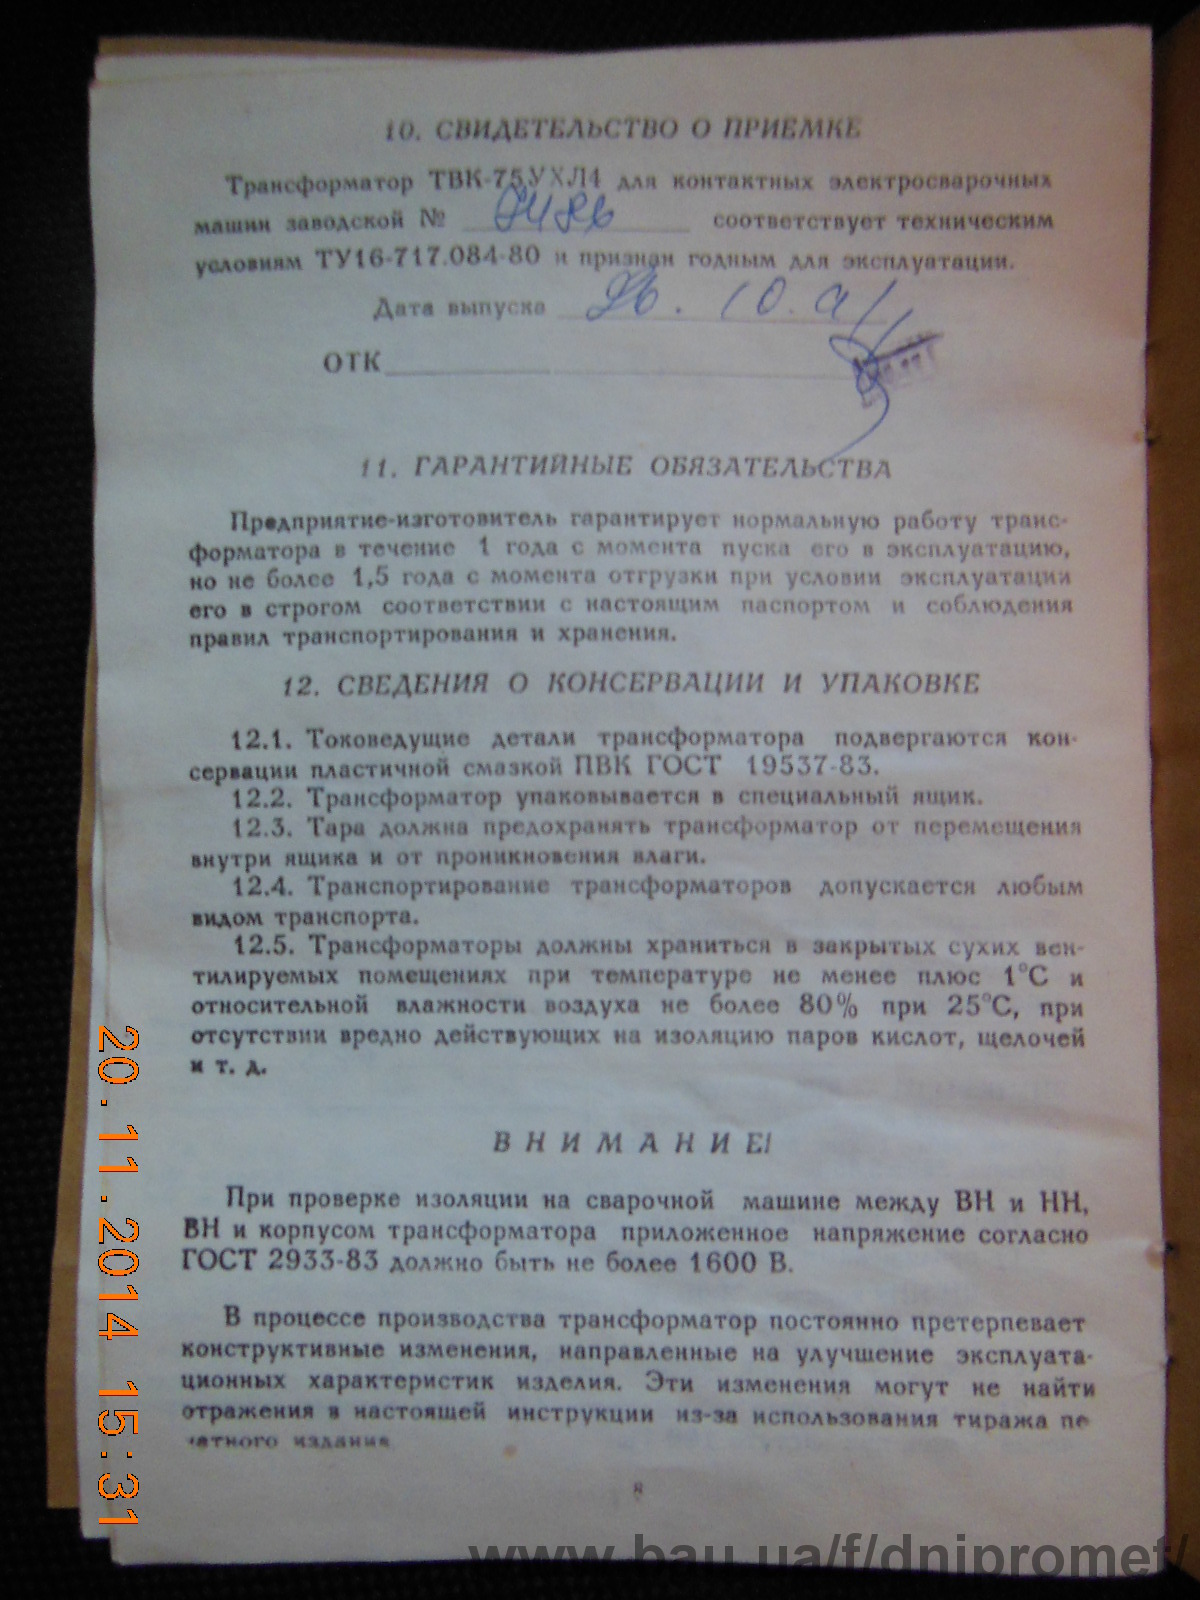 10. СВИДЕТЕЛЬСТВО О ПРИЕМКЕ
Трансформатор ТВК-75УХЛ4 для контактных электросварочных
машин заводской № соответствует техническим
условиям ТУ16-717.084-80 и признан годным для эксплуатации.
Дата выпуска 26. 10. 91
ОТК
11. ГАРАНТИЙНЫЕ ОБЯЗАТЕЛЬСТВА
Предприятие-изготовитель гарантирует нормальную работу транс-
форматора в течение 1 года с момента пуска его в эксплуатацию,
но не более 1,5 года с момента отгрузки при условии эксплуатации
его в строгом соответствии с настоящим паспортом и соблюдения
правил транспортирования и хранения.
12. СВЕДЕНИЯ О КОНСЕРВАЦИИ И УПАКОВКЕ
12.1. Токоведущие детали трансформатора подвергаются кон-
сервации пластичной смазкой ПВК ГОСТ 19537-83.
12.2. Трансформатор упаковывается в специальный ящик.
12.3. Тара должна предохранять трансформатор от перемещения
внутри ящика и от проникновения влаги.
12.4. Транспортирование трансформаторов допускается любым
видом транспорта.
12.5. Трансформаторы должны храниться в закрытых сухих вен-
тилируемых помещениях при температуре не менее плюс 1°С и
относительной влажности воздуха не более 80% при 25°С, при
отсутствии вредно действующих на изоляцию паров кислот, щелочей
и т. д.
ВНИМАНИЕ!
При проверке изоляции на сварочной машине между ВН и НН,
ВН и корпусом трансформатора приложенное напряжение согласно
ГОСТ 2933-83 должно быть не более 1600 В.
В процессе производства трансформатор постоянно претерпевает
конструктивные изменения, направленные на улучшение эксплуата-
ционных характеристик изделия. Эти изменения могут не найти
отражения в настоящей инструкции из-за использования тиража пе
чатного издания
8
20.11.2014 15:31
www.bau.ua/f/dnipromet/